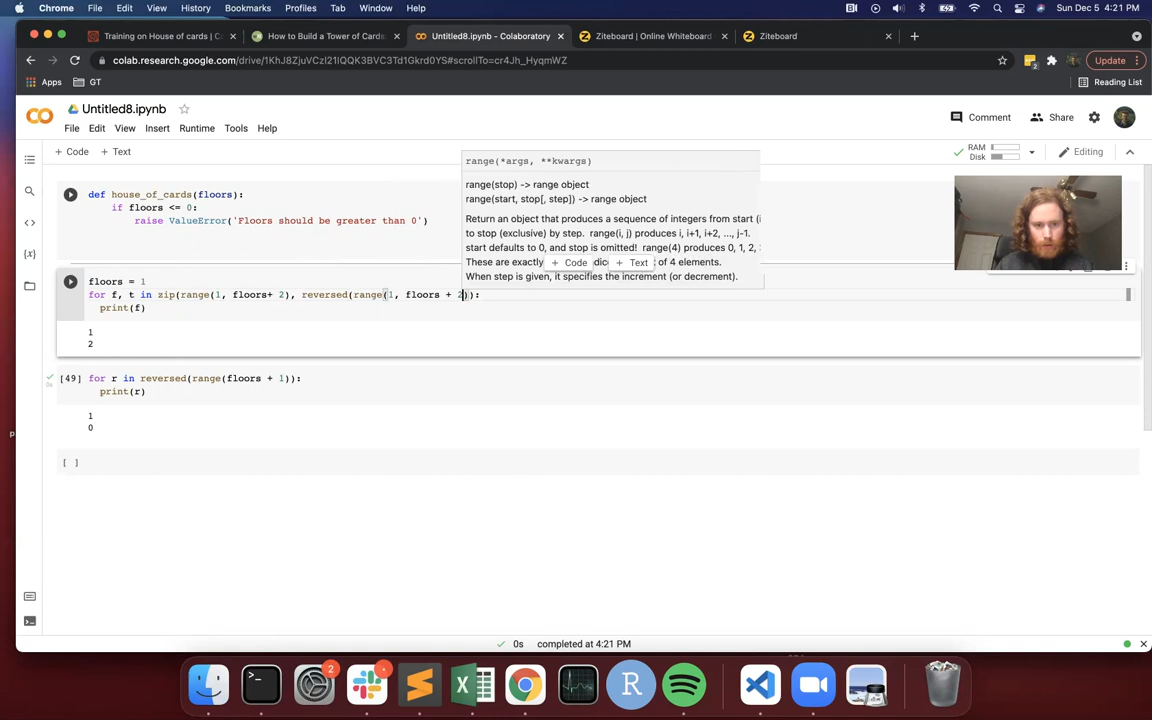 Chrome File Edit View History Bookmarks Profiles Tab Window Help Sun Dec 5 4:21 PM
Training on House of cards | C How to Build a Tower of Cards: Untitled8.ipynb - Colaboratory Ziteboard | Online Whiteboard Ziteboard
colab.research.google.com/drive/1KhJ8ZjuVCzl21IQQK3BVC3Td1Gkrd0YS#scrollTo=cr4Jh_HyqmWZ Update
Apps GT Reading List
Untitled8.ipynb
File Edit View Insert Runtime Tools Help
Comment Share
+ Code + Text
RAM
Disk
Editing
def house_of_cards(floors):
if floors <= 0:
raise ValueError('Floors should be greater than 0')
range(*args, **kwargs)
range(stop) -> range object
range(start, stop[, step]) -> range object
Return an object that produces a sequence of integers from start (i
to stop (exclusive) by step. range(i, j) produces i, i+1, i+2, ..., j-1.
start defaults to 0, and stop is omitted! range(4) produces 0, 1, 2,
These are exactly + Code + Text t of 4 elements.
When step is given, it specifies the increment (or decrement).
floors = 1
for f, t in zip(range(1, floors+ 2), reversed(range(1, floors + 2)):
print(f)
1
2
[49] for r in reversed(range(floors + 1)):
0s
print(r)
1
0
[ ]
p
0s completed at 4:21 PM
2